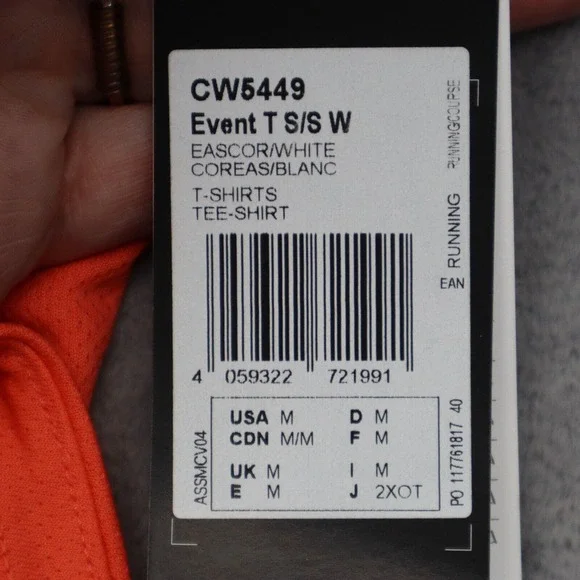 CW5449
Event T S/S W
EASCOR/WHITE
COREAS/BLANC
T-SHIRTS
TEE-SHIRT
RUNNING/COURSE
RUNNING
EAN
4 059322 721991
ASSMCV04
USA M D M
CDN M/M F M
UK M I M
E M J 2XOT
PO 117761817 40